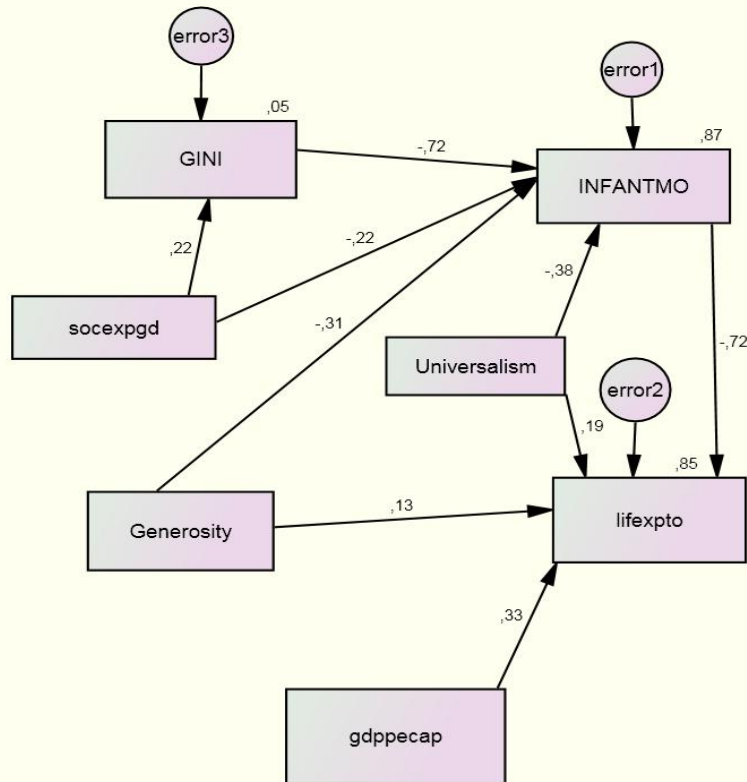 error3
error1
,05
,87
GINI
-,72
INFANTMO
,22
-,22
-,38
socexpgd
-,31
-,72
Universalism
error2
,19
,85
Generosity
,13
lifexpto
,33
gdppecap